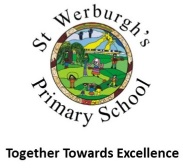 St Werburgh's
Primary School
Together Towards Excellence